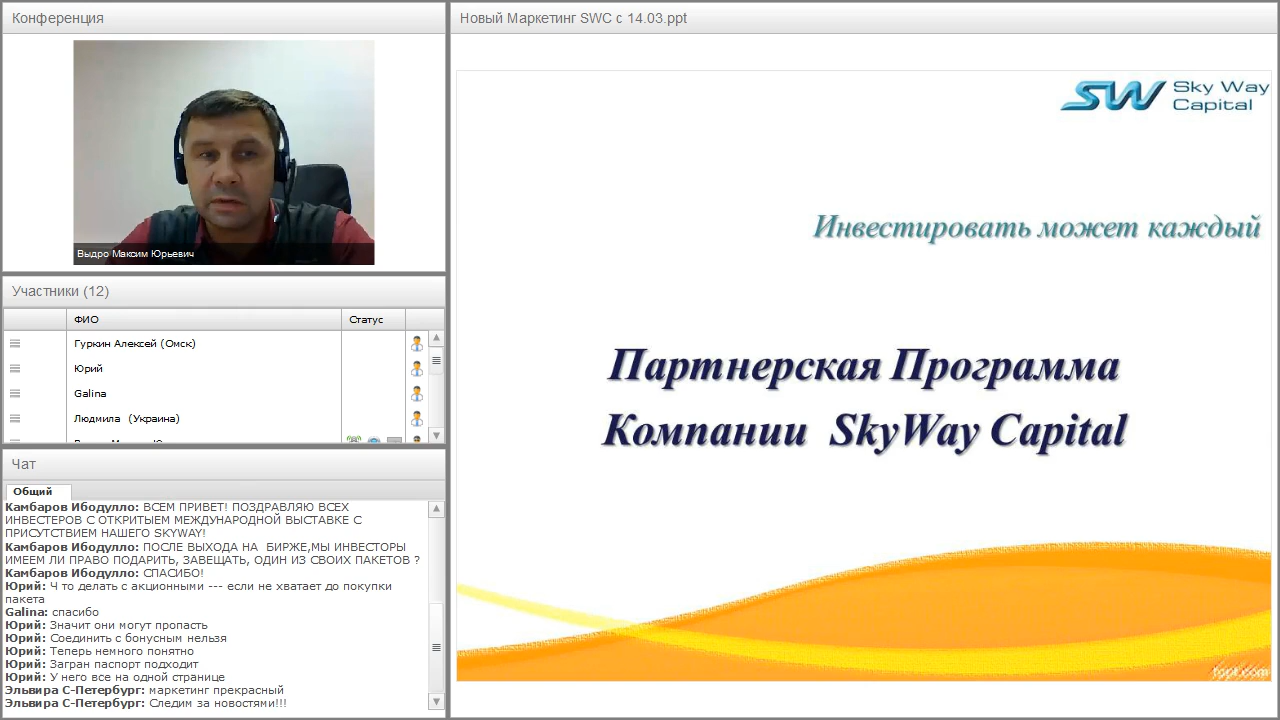 Конференция
Выдро Максим Юрьевич
Участники (12)
ФИО
Статус
Гуркин Алексей (Омск)
Юрий
Galina
Людмила (Украина)
Чат
Общий
Камбаров Ибодулло: ВСЕМ ПРИВЕТ! ПОЗДРАВЛЯЮ ВСЕХ
ИНВЕСТЕРОВ С ОТКРИТЫЕМ МЕЖДУНАРОДНОЙ ВЫСТАВКЕ С
ПРИСУТСТВИЕМ НАШЕГО SKYWAY!
Камбаров Ибодулло: ПОСЛЕ ВЫХОДА НА БИРЖЕ,МЫ ИНВЕСТОРЫ
ИМЕЕМ ЛИ ПРАВО ПОДАРИТЬ, ЗАВЕЩАТЬ, ОДИН ИЗ СВОИХ ПАКЕТОВ ?
Камбаров Ибодулло: СПАСИБО!
Юрий: Ч то делать с акционными --- если не хватает до покупки
пакета
Galina: спасибо
Юрий: Значит они могут пропасть
Юрий: Соединить с бонусным нельзя
Юрий: Теперь немного понятно
Юрий: Загран паспорт подходит
Юрий: У него все на одной странице
Эльвира С-Петербург: маркетинг прекрасный
Эльвира С-Петербург: Следим за новостями!!!
Новый Маркетинг SWC с 14.03.ppt
SW Sky Way
Capital
Инвестировать может каждый
Партнерская Программа
Компании SkyWay Capital
fppt.com